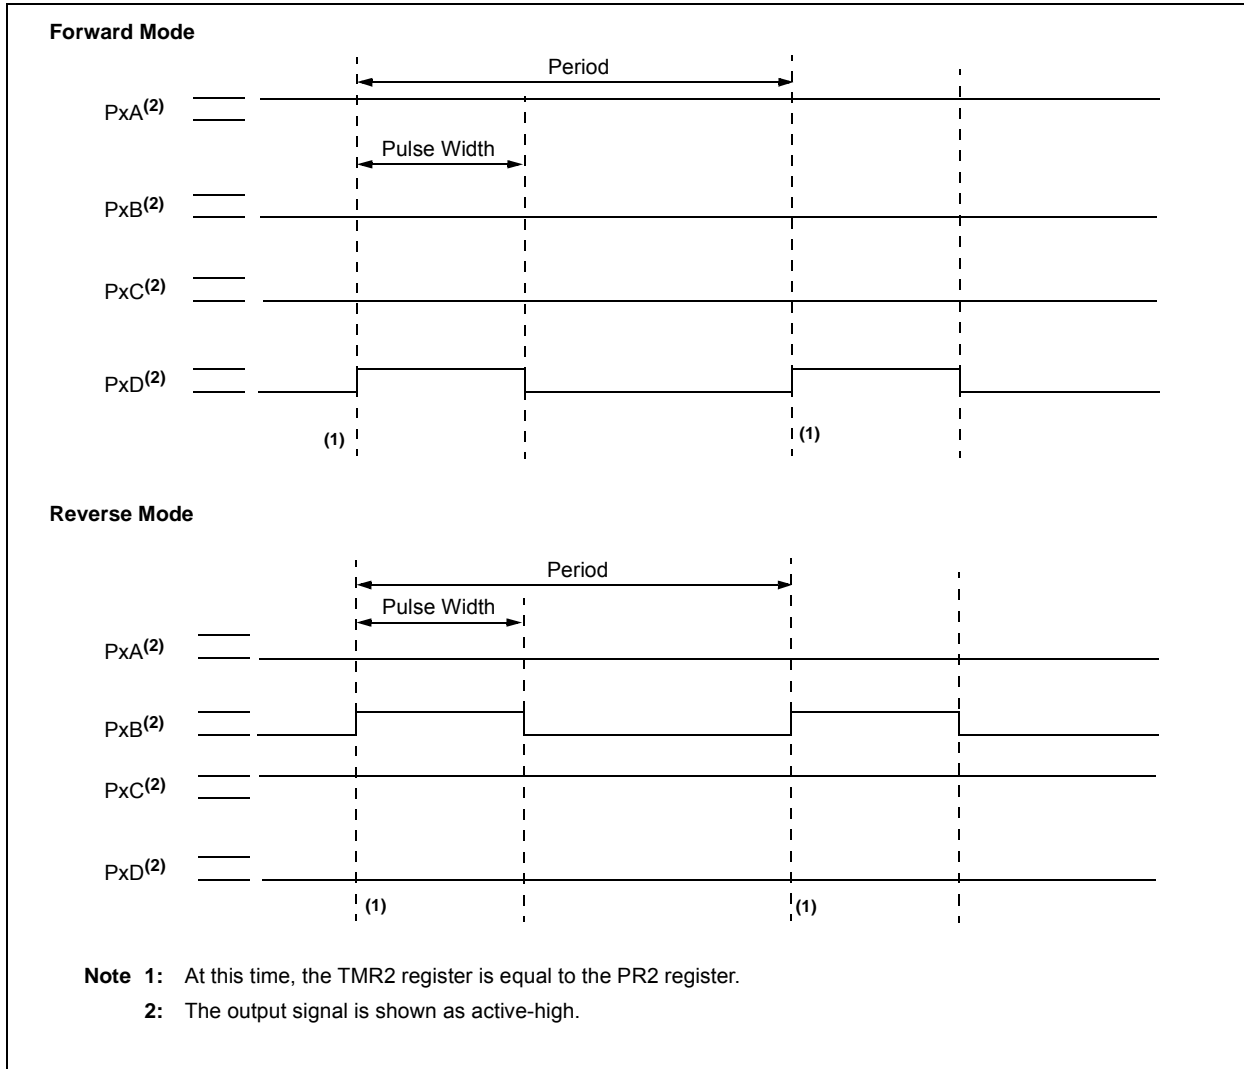 Forward Mode
Period
PxA(2)
Pulse Width
PxB(2)
PxC(2)
PxD(2)
(1) (1)
Reverse Mode
Period
Pulse Width
PxA(2)
PxB(2)
PxC(2)
PxD(2)
(1) (1)
Note 1: At this time, the TMR2 register is equal to the PR2 register.
2: The output signal is shown as active-high.